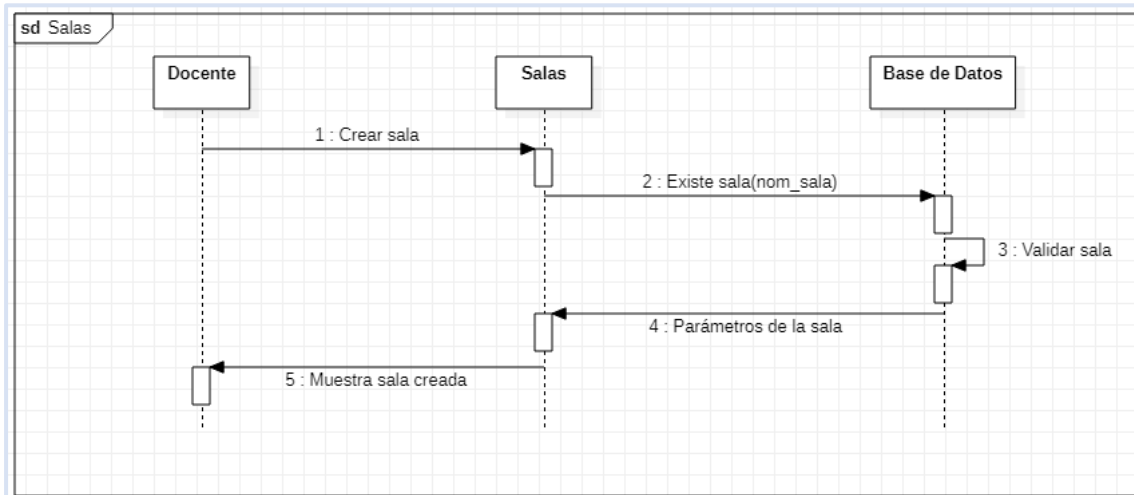 sd Salas
Docente
Salas
Base de Datos
1 : Crear sala
2 : Existe sala(nom_sala)
3 : Validar sala
4 : Parámetros de la sala
5 : Muestra sala creada